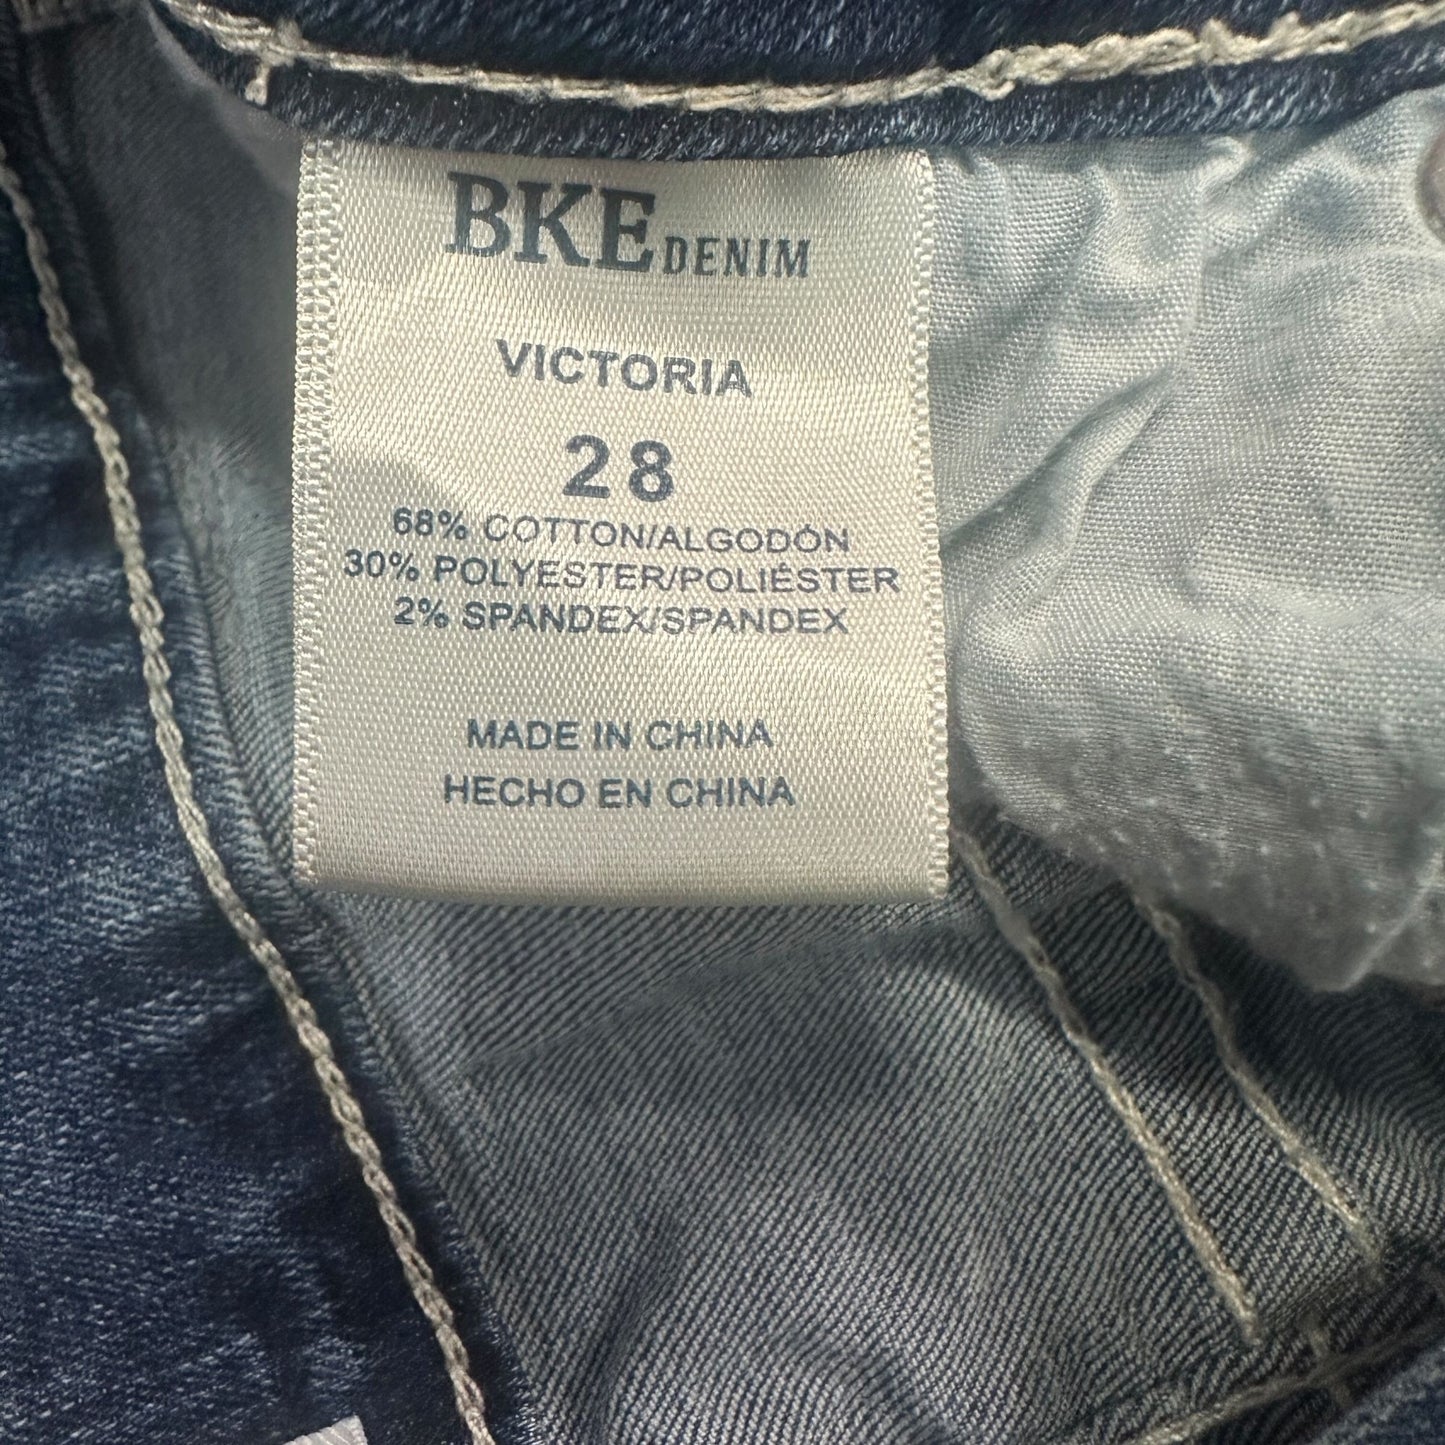 BKE DENIM
VICTORIA
28
68% COTTON/ALGODÓN
30% POLYESTER/POLIÉSTER
2% SPANDEX/SPANDEX
MADE IN CHINA
HECHO EN CHINA